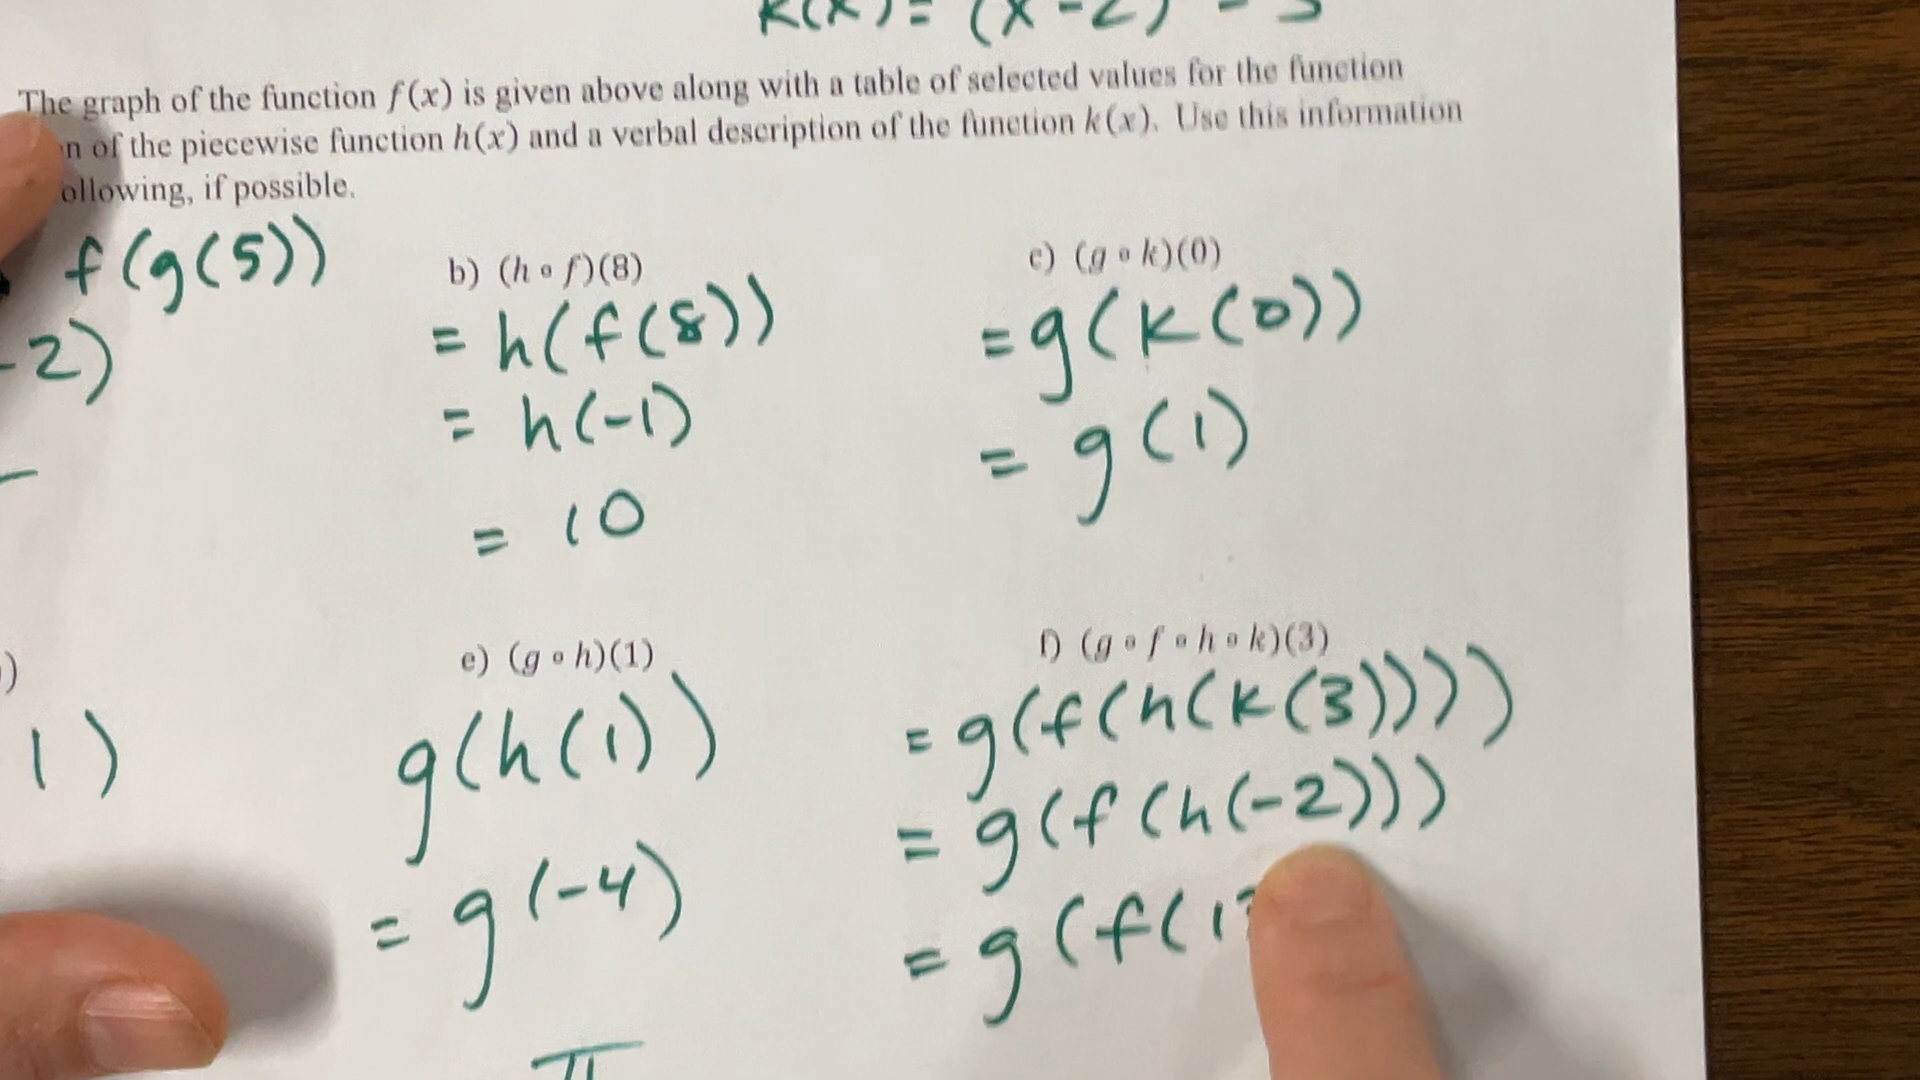 k(x) = (x-2) - 3
The graph of the function f(x) is given above along with a table of selected values for the function
n of the piecewise function h(x) and a verbal description of the function k(x). Use this information
ollowing, if possible.
f(g(5))
-2)
b) (h ∘ f)(8)
= h(f(8))
= h(-1)
= 10
c) (g ∘ k)(0)
= g(k(0))
= g(1)
)
1)
e) (g ∘ h)(1)
g(h(1))
= g(-4)
π
f) (g ∘ f ∘ h ∘ k)(3)
= g(f(h(k(3))))
= g(f(h(-2)))
= g(f(1